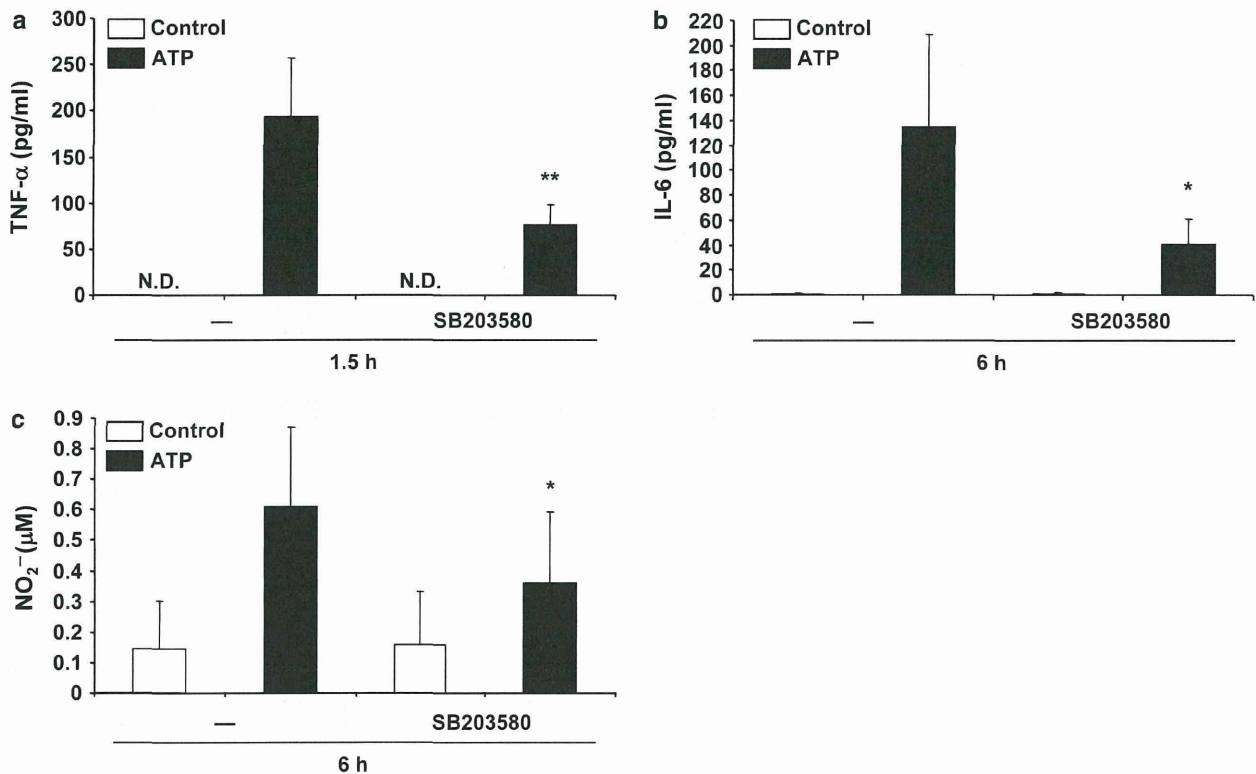 a
Control
ATP
TNF-α (pg/ml)
300
250
200
150
100
50
0
N.D.
N.D.
**
— SB203580
1.5 h
b
Control
ATP
IL-6 (pg/ml)
220
200
180
160
140
120
100
80
60
40
20
0
*
— SB203580
6 h
c
Control
ATP
NO₂⁻ (μM)
0.9
0.8
0.7
0.6
0.5
0.4
0.3
0.2
0.1
0
*
— SB203580
6 h